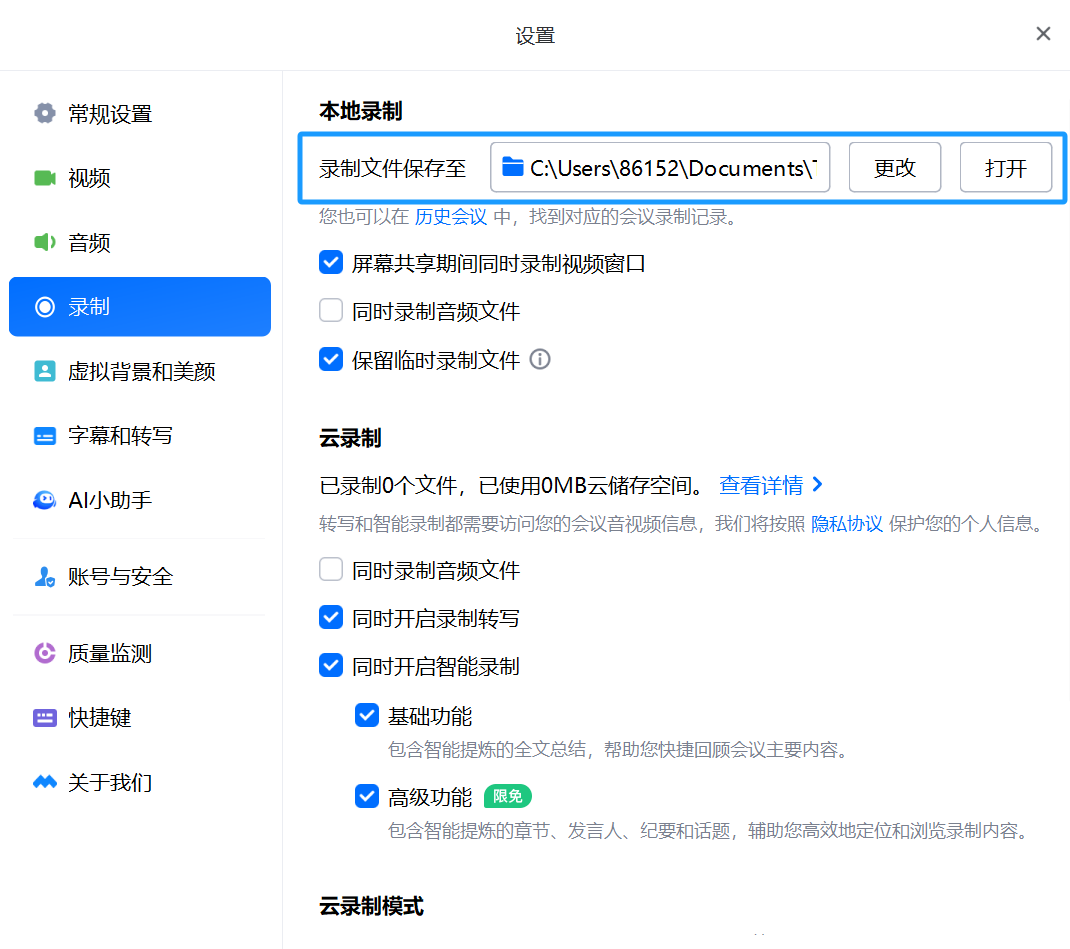 设置
常规设置
视频
音频
录制
虚拟背景和美颜
字幕和转写
AI小助手
账号与安全
质量监测
快捷键
关于我们
本地录制
录制文件保存至 C:\Users\86152\Documents\ 更改 打开
您也可以在 历史会议 中，找到对应的会议录制记录。
屏幕共享期间同时录制视频窗口
同时录制音频文件
保留临时录制文件
云录制
已录制0个文件，已使用0MB云储存空间。 查看详情
转写和智能录制都需要访问您的会议音视频信息，我们将按照 隐私协议 保护您的个人信息。
同时录制音频文件
同时开启录制转写
同时开启智能录制
基础功能
包含智能提炼的全文总结，帮助您快捷回顾会议主要内容。
高级功能 限免
包含智能提炼的章节、发言人、纪要和话题，辅助您高效地定位和浏览录制内容。
云录制模式